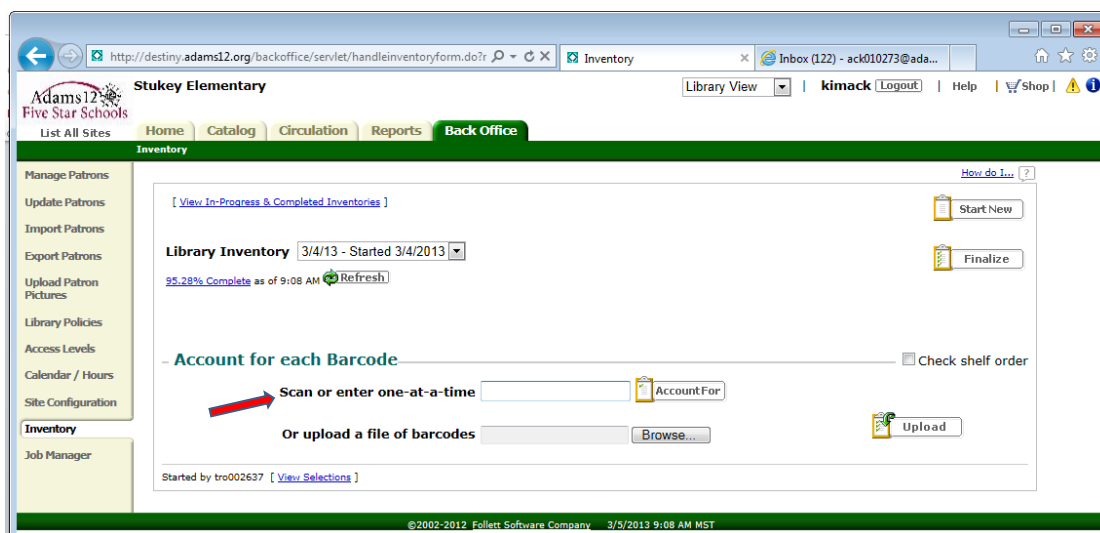 http://destiny.adams12.org/backoffice/servlet/handleinventoryform.do?r
Inventory
Inbox (122) - ack010273@ada...
Adams12
Five Star Schools
List All Sites
Stukey Elementary
Library View | kimack Logout | Help | Shop |
Home Catalog Circulation Reports Back Office
Inventory
Manage Patrons
Update Patrons
Import Patrons
Export Patrons
Upload Patron
Pictures
Library Policies
Access Levels
Calendar / Hours
Site Configuration
Inventory
Job Manager
How do I... ?
[ View In-Progress & Completed Inventories ]
Start New
Library Inventory 3/4/13 - Started 3/4/2013
Finalize
95.28% Complete as of 9:08 AM Refresh
Account for each Barcode
Check shelf order
Scan or enter one-at-a-time
AccountFor
Or upload a file of barcodes
Browse...
Upload
Started by tro002637 [ View Selections ]
©2002-2012 Follett Software Company 3/5/2013 9:08 AM MST